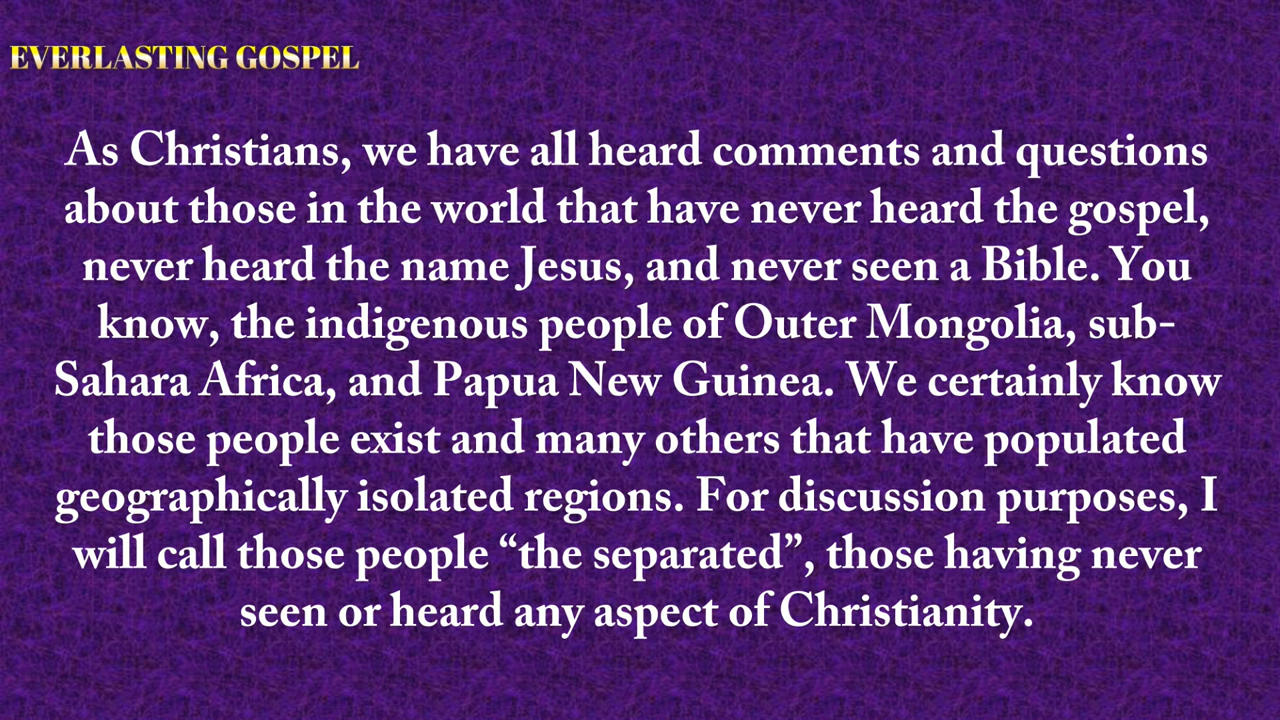 EVERLASTING GOSPEL
As Christians, we have all heard comments and questions
about those in the world that have never heard the gospel,
never heard the name Jesus, and never seen a Bible. You
know, the indigenous people of Outer Mongolia, sub-
Sahara Africa, and Papua New Guinea. We certainly know
those people exist and many others that have populated
geographically isolated regions. For discussion purposes, I
will call those people “the separated”, those having never
seen or heard any aspect of Christianity.